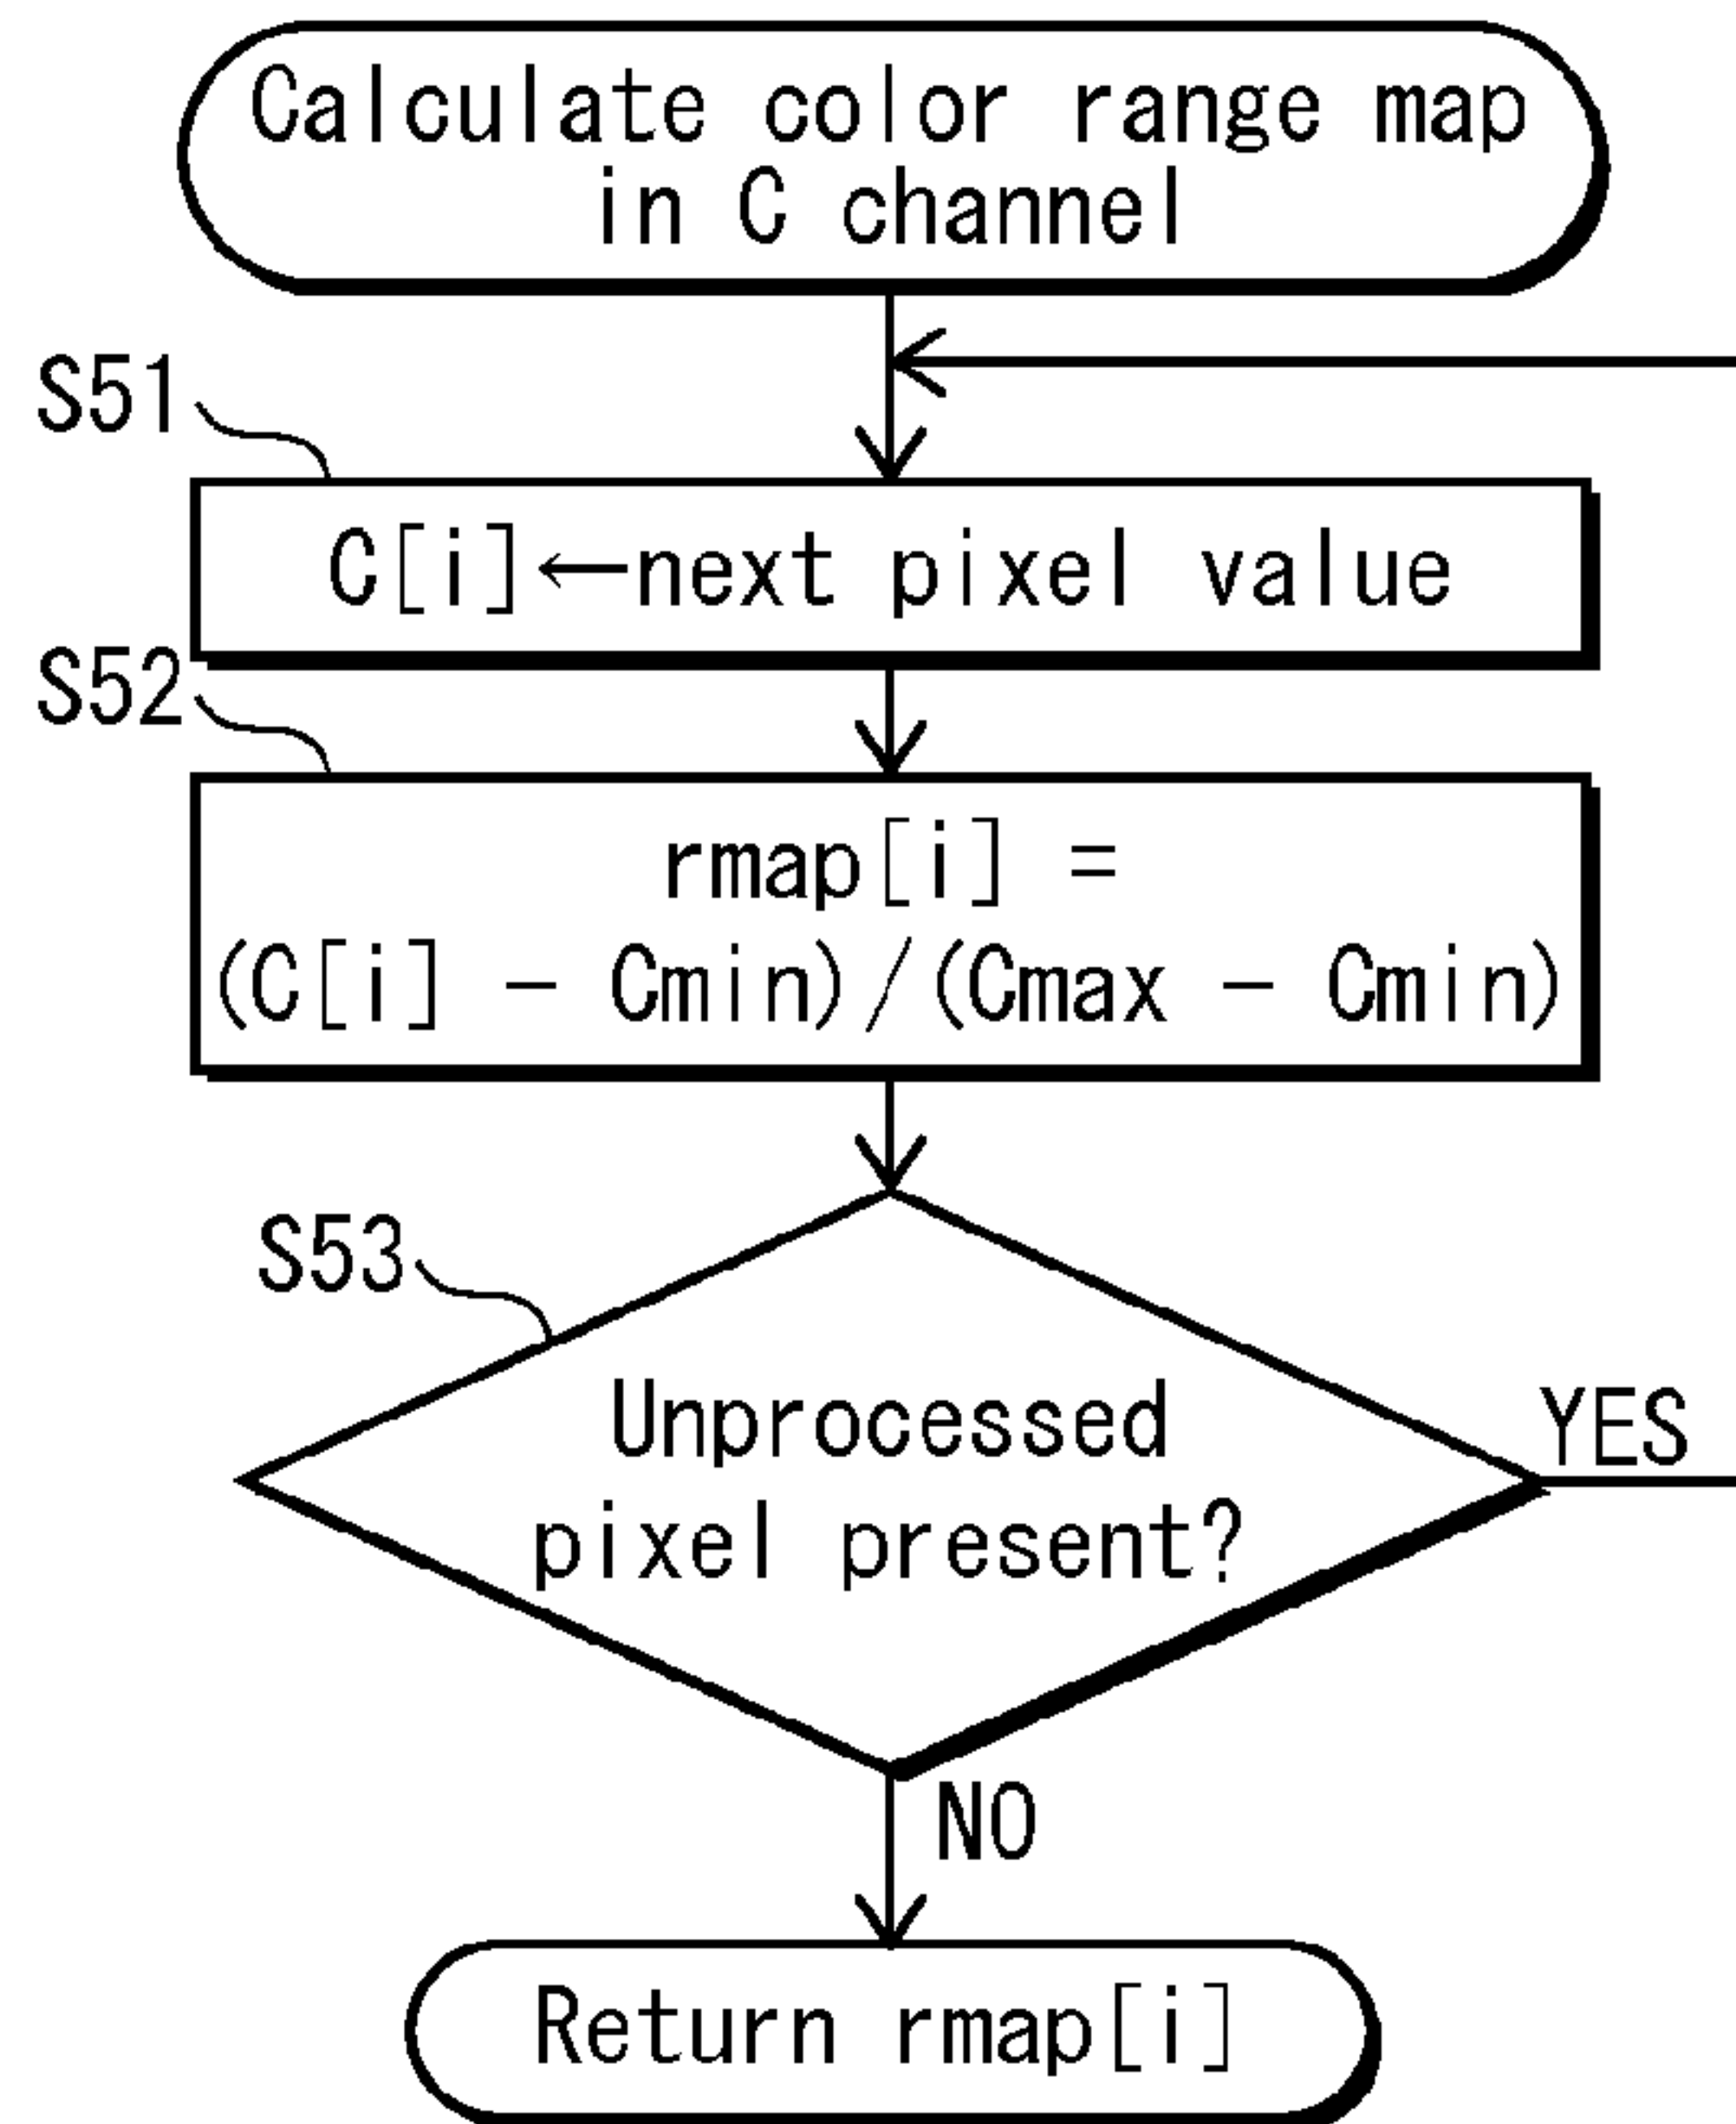 Calculate color range map
in C channel
S51
C[i]←next pixel value
S52
rmap[i] =
(C[i] - Cmin)/(Cmax - Cmin)
S53
Unprocessed
pixel present?
YES
NO
Return rmap[i]